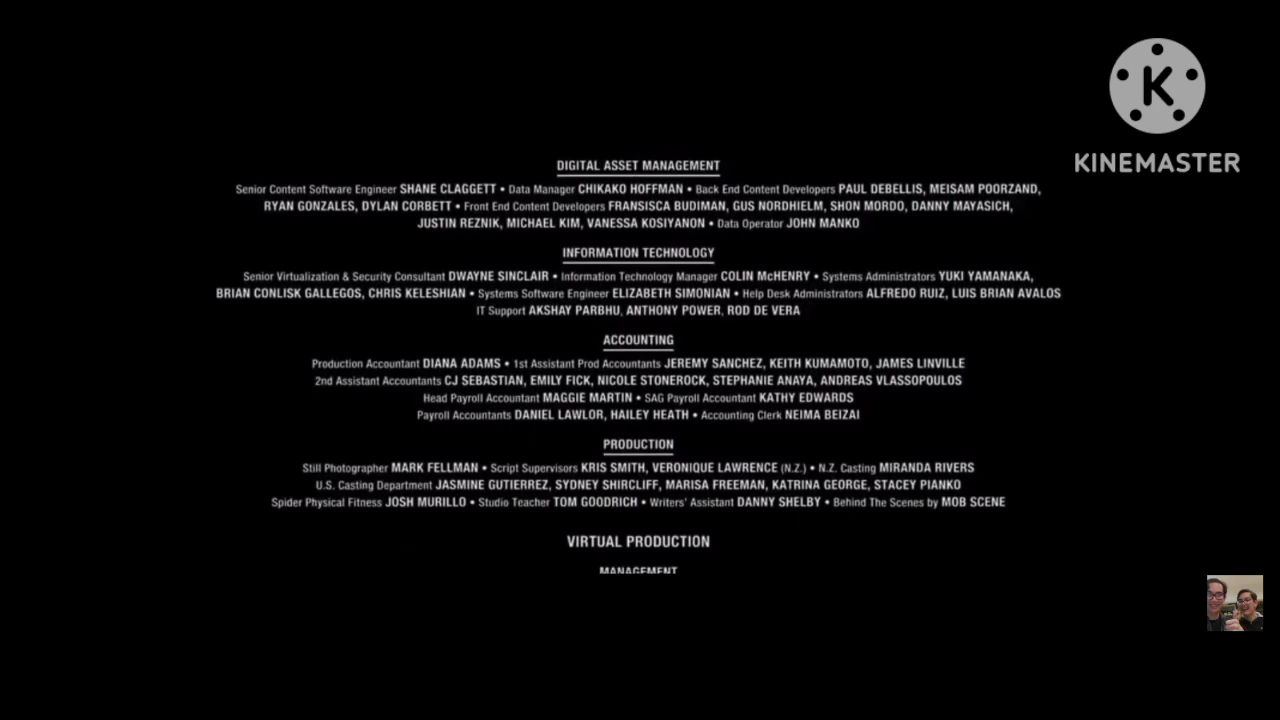 K
KINEMASTER
DIGITAL ASSET MANAGEMENT
Senior Content Software Engineer SHANE CLAGGETT • Data Manager CHIKAKO HOFFMAN • Back End Content Developers PAUL DEBELLIS, MEISAM POORZAND,
RYAN GONZALES, DYLAN CORBETT • Front End Content Developers FRANSISCA BUDIMAN, GUS NORDHIELM, SHON MORDO, DANNY MAYASICH,
JUSTIN REZNIK, MICHAEL KIM, VANESSA KOSIYANON • Data Operator JOHN MANKO
INFORMATION TECHNOLOGY
Senior Virtualization & Security Consultant DWAYNE SINCLAIR • Information Technology Manager COLIN McHENRY • Systems Administrators YUKI YAMANAKA,
BRIAN CONLISK GALLEGOS, CHRIS KELESHIAN • Systems Software Engineer ELIZABETH SIMONIAN • Help Desk Administrators ALFREDO RUIZ, LUIS BRIAN AVALOS
IT Support AKSHAY PARBHU, ANTHONY POWER, ROD DE VERA
ACCOUNTING
Production Accountant DIANA ADAMS • 1st Assistant Prod Accountants JEREMY SANCHEZ, KEITH KUMAMOTO, JAMES LINVILLE
2nd Assistant Accountants CJ SEBASTIAN, EMILY FICK, NICOLE STONEROCK, STEPHANIE ANAYA, ANDREAS VLASSOPOULOS
Head Payroll Accountant MAGGIE MARTIN • SAG Payroll Accountant KATHY EDWARDS
Payroll Accountants DANIEL LAWLOR, HAILEY HEATH • Accounting Clerk NEIMA BEIZAI
PRODUCTION
Still Photographer MARK FELLMAN • Script Supervisors KRIS SMITH, VERONIQUE LAWRENCE (N.Z.) • N.Z. Casting MIRANDA RIVERS
U.S. Casting Department JASMINE GUTIERREZ, SYDNEY SHIRCLIFF, MARISA FREEMAN, KATRINA GEORGE, STACEY PIANKO
Spider Physical Fitness JOSH MURILLO • Studio Teacher TOM GOODRICH • Writers' Assistant DANNY SHELBY • Behind The Scenes by MOB SCENE
VIRTUAL PRODUCTION
MANAGEMENT